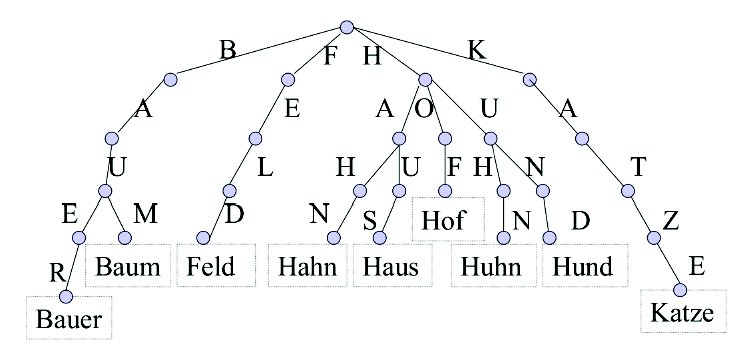 B F H K
A E A O U A
U L H U F H N T
E M D N S Hof N D Z
R Baum Feld Hahn Haus Huhn Hund E
Bauer Katze